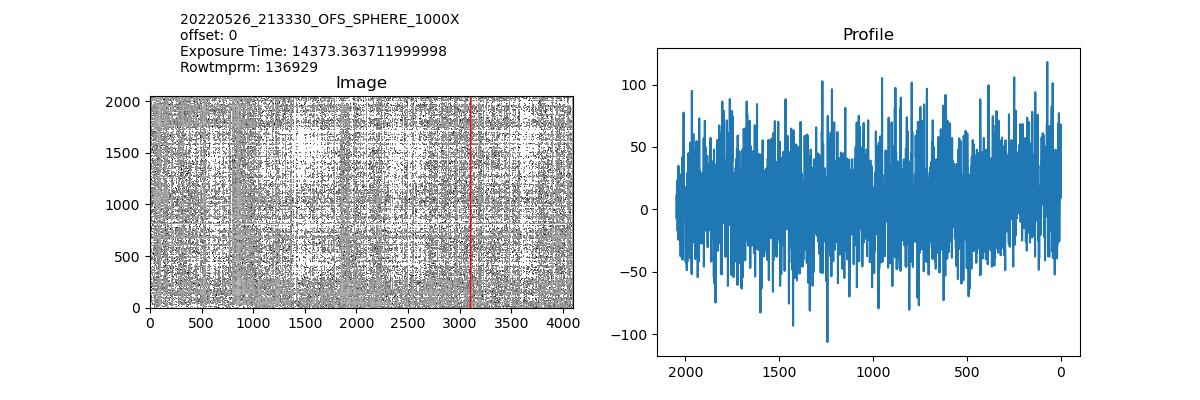 20220526_213330_OFS_SPHERE_1000X
offset: 0
Exposure Time: 14373.363711999998
Rowtmprm: 136929
Image
2000
1500
1000
500
0
0 500 1000 1500 2000 2500 3000 3500 4000
Profile
100
50
0
−50
−100
2000 1500 1000 500 0